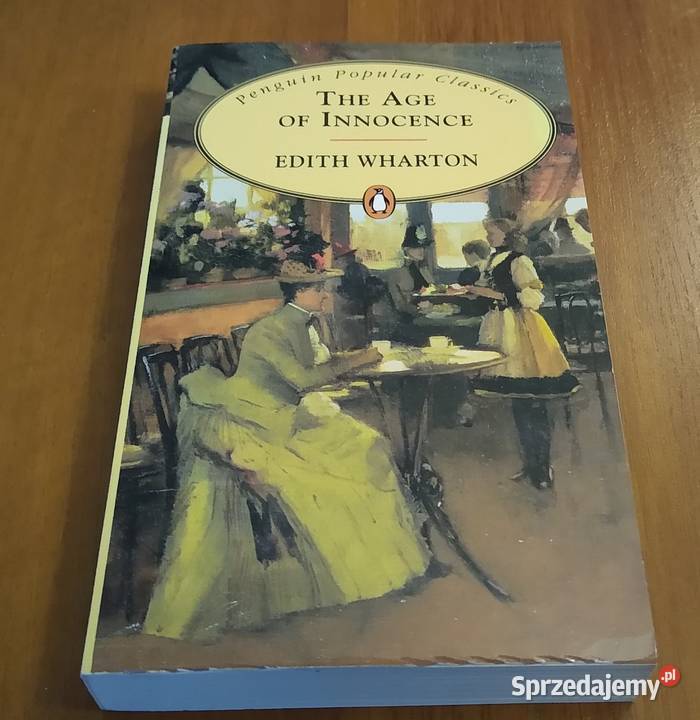 Penguin Popular Classics
THE AGE
OF INNOCENCE
EDITH WHARTON
Sprzedajemy.pl